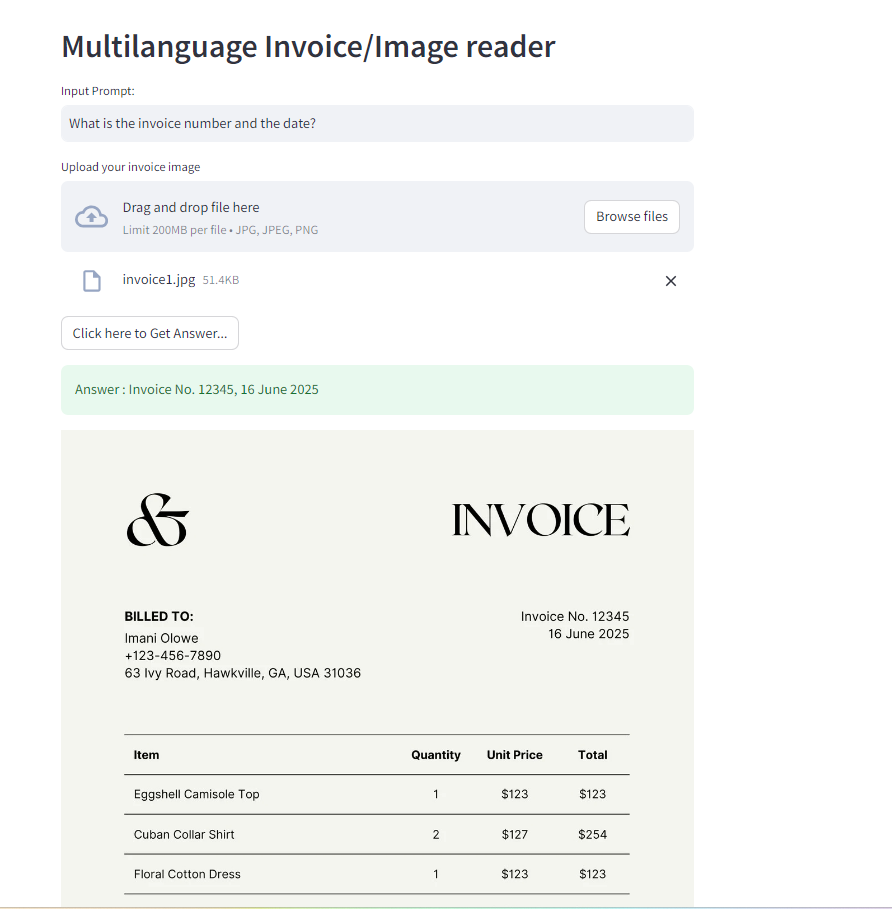 Multilanguage Invoice/Image reader
Input Prompt:
What is the invoice number and the date?
Upload your invoice image
Drag and drop file here
Limit 200MB per file • JPG, JPEG, PNG
Browse files
invoice1.jpg 51.4KB
Click here to Get Answer...
Answer : Invoice No. 12345, 16 June 2025
& INVOICE
BILLED TO:
Imani Olowe
+123-456-7890
63 Ivy Road, Hawkville, GA, USA 31036
Invoice No. 12345
16 June 2025
Item Quantity Unit Price Total
Eggshell Camisole Top 1 $123 $123
Cuban Collar Shirt 2 $127 $254
Floral Cotton Dress 1 $123 $123